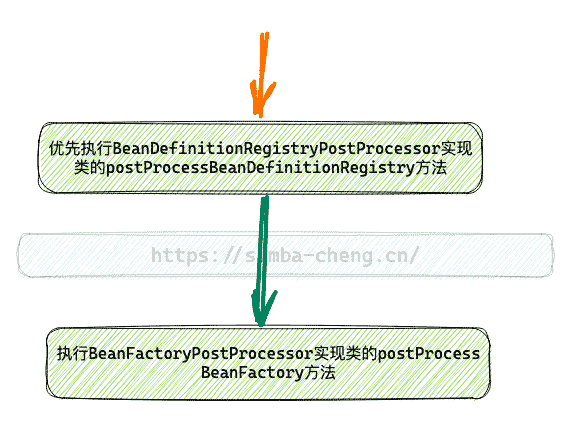 优先执行BeanDefinitionRegistryPostProcessor实现
类的postProcessBeanDefinitionRegistry方法
https://simba-cheng.cn/
执行BeanFactoryPostProcessor实现类的postProcess
BeanFactory方法